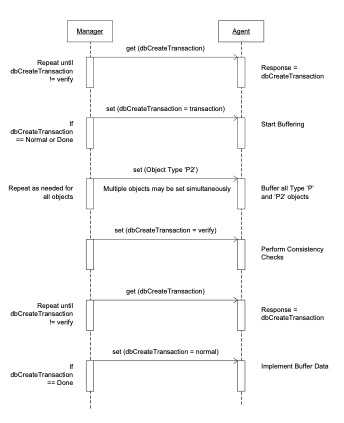 Manager
Agent
get (dbCreateTransaction)
Repeat until
dbCreateTransaction
!= verify
Response =
dbCreateTransaction
set (dbCreateTransaction = transaction)
If
dbCreateTransaction
== Normal or Done
Start Buffering
set (Object Type 'P2')
Repeat as needed for
all objects
Multiple objects may be set simultaneously
Buffer all Type 'P'
and 'P2' objects
set (dbCreateTransaction = verify)
Perform Consistency
Checks
get (dbCreateTransaction)
Repeat until
dbCreateTransaction
!= verify
Response =
dbCreateTransaction
set (dbCreateTransaction = normal)
If
dbCreateTransaction
== Done
Implement Buffer Data